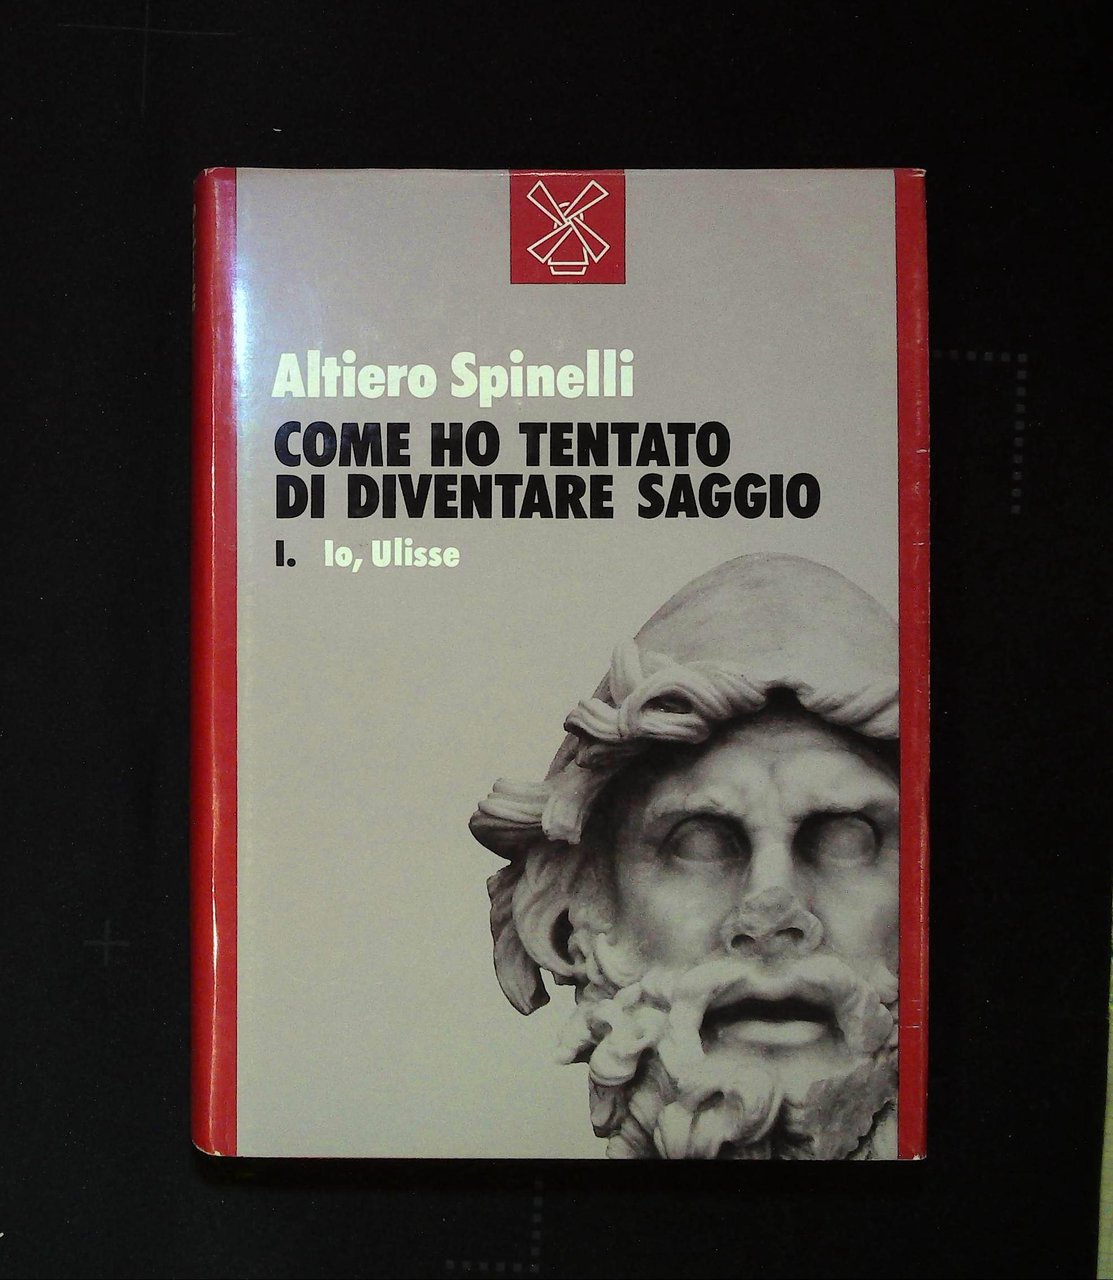 Altiero Spinelli
COME HO TENTATO
DI DIVENTARE SAGGIO
I. Io, Ulisse